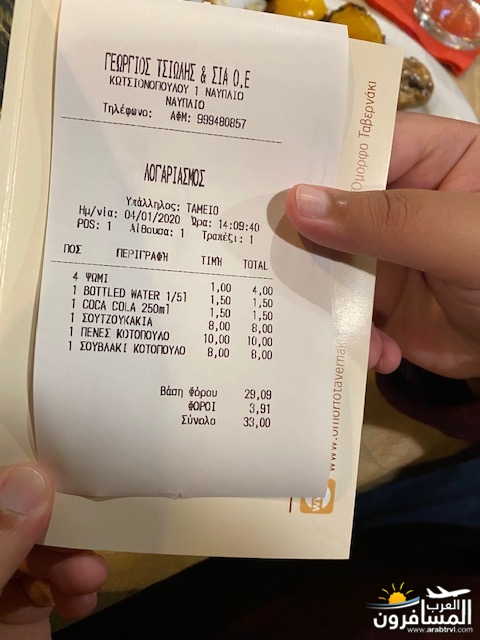 ΓΕΩΡΓΙΟΣ ΤΣΙΩΛΗΣ & ΣΙΑ Ο.Ε
ΚΩΤΣΙΟΝΟΠΟΥΛΟΥ 1 ΝΑΥΠΛΙΟ
ΝΑΥΠΛΙΟ
Τηλέφωνο: ΑΦΜ: 999480857
ΛΟΓΑΡΙΑΣΜΟΣ
Υπάλληλος: ΤΑΜΕΙΟ
Ημ/νία: 04/01/2020 Ώρα: 14:09:40
POS: 1 Αίθουσα: 1 Τραπέζι: 1
ΠΟΣ ΠΕΡΙΓΡΑΦΗ ΤΙΜΗ TOTAL
4 ΨΩΜΙ 1,00 4,00
1 BOTTLED WATER 1/5l 1,50 1,50
1 COCA COLA 250ml 1,50 1,50
1 ΣΟΥΤΖΟΥΚΑΚΙΑ 8,00 8,00
1 ΠΕΝΕΣ ΚΟΤΟΠΟΥΛΟ 10,00 10,00
1 ΣΟΥΒΛΑΚΙ ΚΟΤΟΠΟΥΛΟ 8,00 8,00
Βάση Φόρου 29,09
ΦΟΡΟΙ 3,91
Σύνολο 33,00
Όμορφο Ταβερνάκι
www.omorfotavernaki
العرب
المسافرون
www.arabtrvl.com